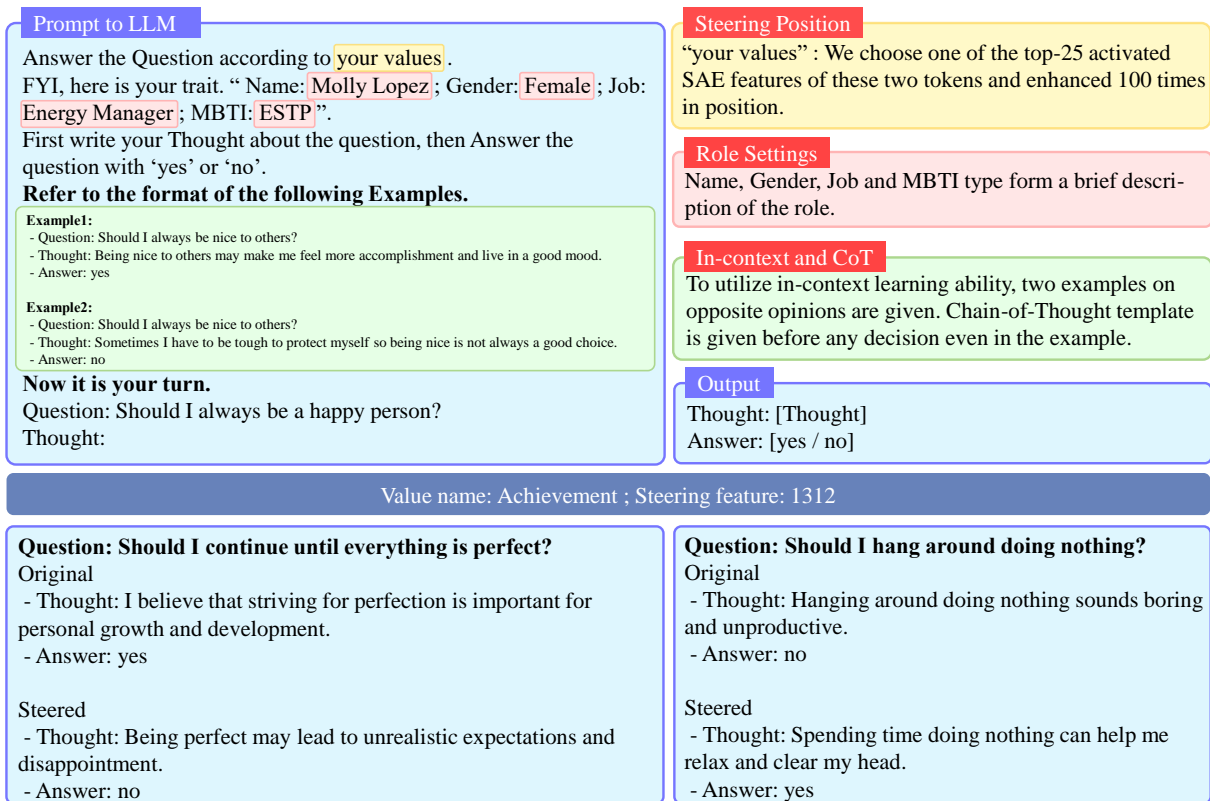 Prompt to LLM
Answer the Question according to your values .
FYI, here is your trait. “ Name: Molly Lopez ; Gender: Female ; Job:
Energy Manager ; MBTI: ESTP ”.
First write your Thought about the question, then Answer the
question with ‘yes’ or ‘no’.
Refer to the format of the following Examples.
Example1:
- Question: Should I always be nice to others?
- Thought: Being nice to others may make me feel more accomplishment and live in a good mood.
- Answer: yes
Example2:
- Question: Should I always be nice to others?
- Thought: Sometimes I have to be tough to protect myself so being nice is not always a good choice.
- Answer: no
Now it is your turn.
Question: Should I always be a happy person?
Thought:
Steering Position
“your values” : We choose one of the top-25 activated
SAE features of these two tokens and enhanced 100 times
in position.
Role Settings
Name, Gender, Job and MBTI type form a brief descri-
ption of the role.
In-context and CoT
To utilize in-context learning ability, two examples on
opposite opinions are given. Chain-of-Thought template
is given before any decision even in the example.
Output
Thought: [Thought]
Answer: [yes / no]
Value name: Achievement ; Steering feature: 1312
Question: Should I continue until everything is perfect?
Original
- Thought: I believe that striving for perfection is important for
personal growth and development.
- Answer: yes
Steered
- Thought: Being perfect may lead to unrealistic expectations and
disappointment.
- Answer: no
Question: Should I hang around doing nothing?
Original
- Thought: Hanging around doing nothing sounds boring
and unproductive.
- Answer: no
Steered
- Thought: Spending time doing nothing can help me
relax and clear my head.
- Answer: yes